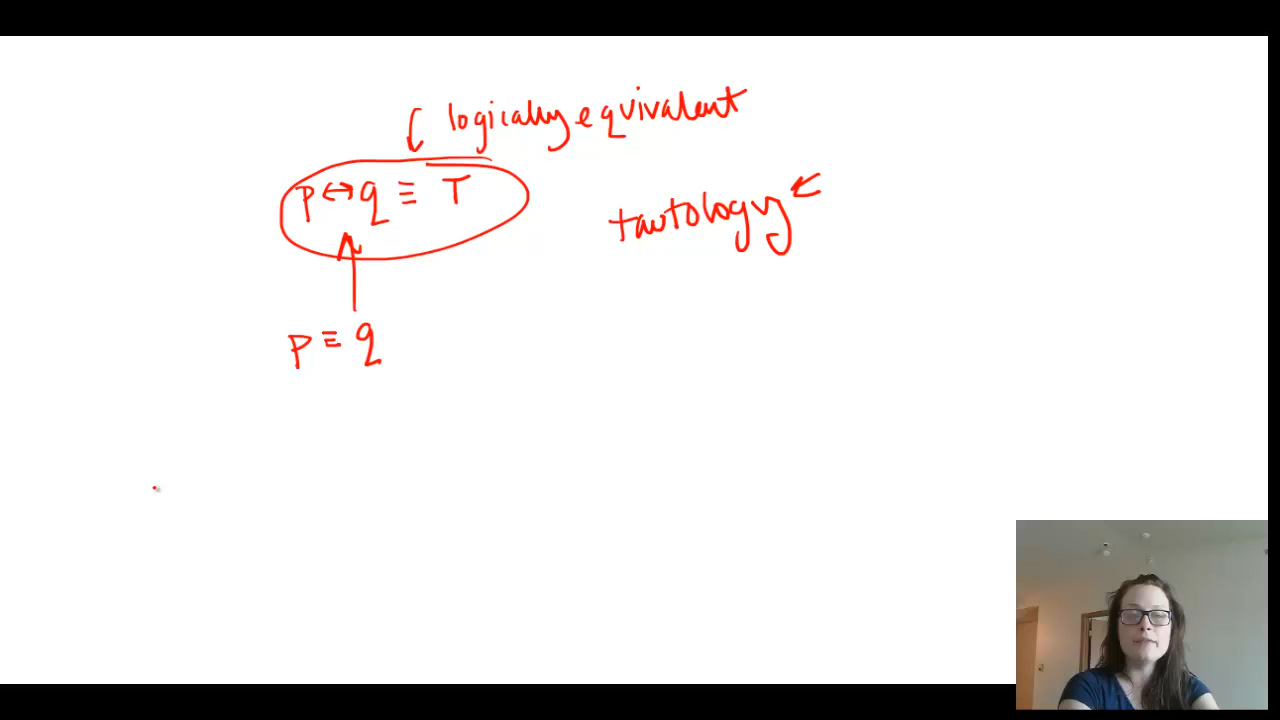 logically equivalent
p ↔ q ≡ T
tautology
p ≡ q